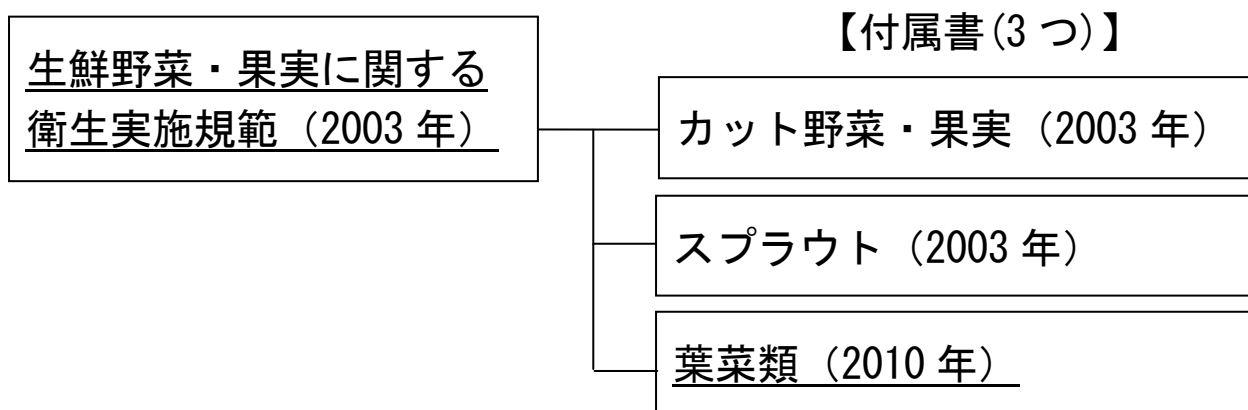 生鮮野菜・果実に関する
衛生実施規範（2003 年）
【付属書(3 つ)】
カット野菜・果実（2003 年）
スプラウト（2003 年）
葉菜類（2010 年）